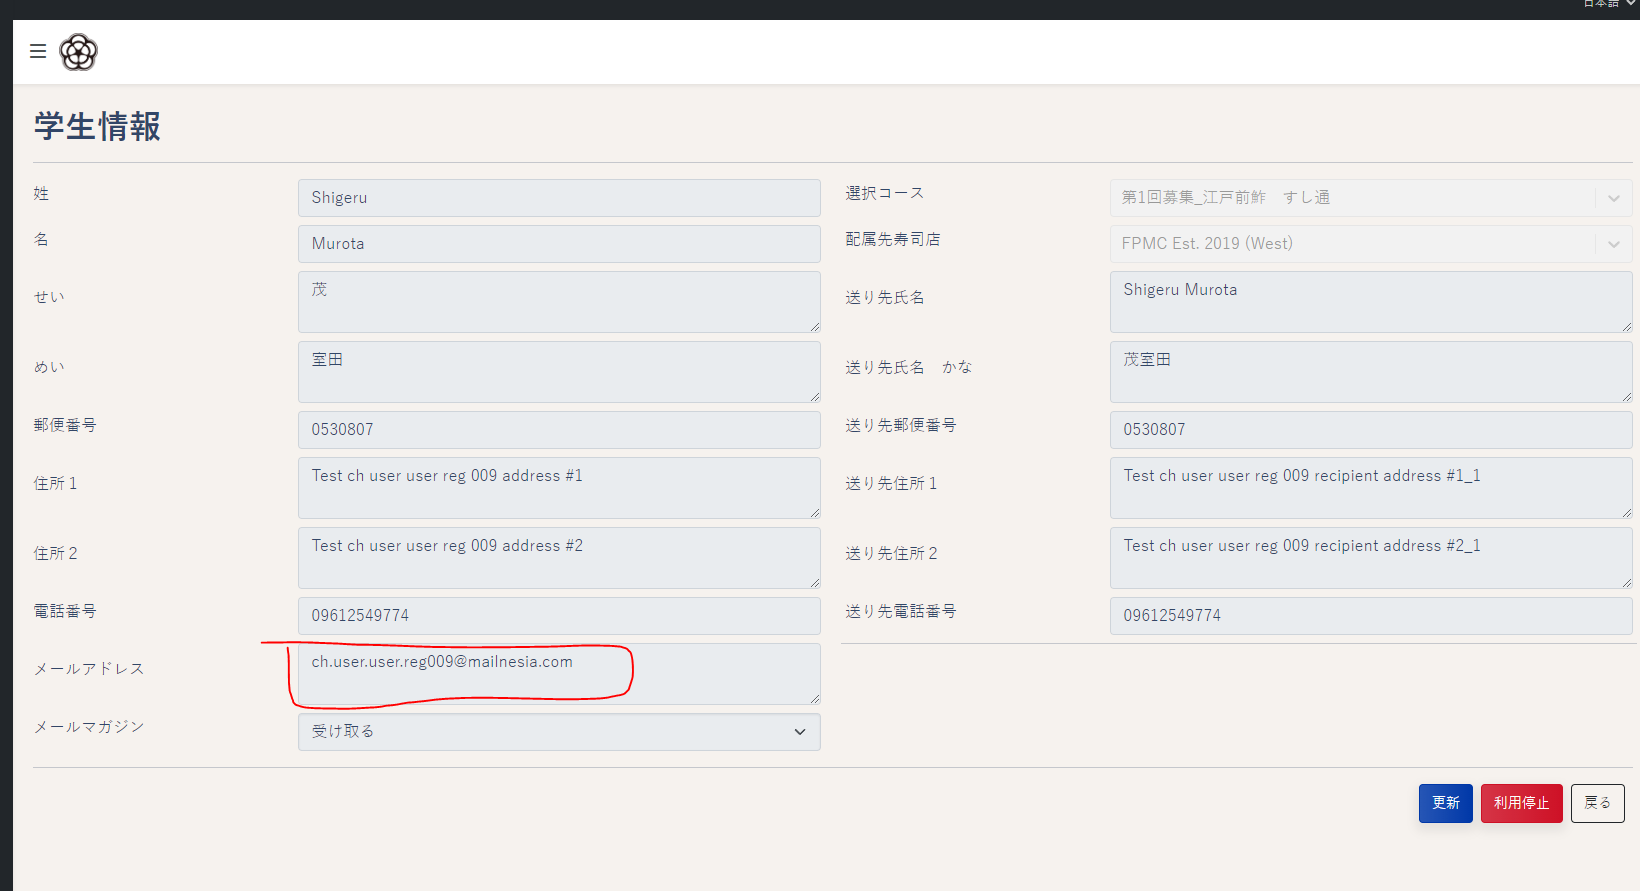 日本語
学生情報
姓
Shigeru
名
Murota
せい
茂
めい
室田
郵便番号
0530807
住所1
Test ch user user reg 009 address #1
住所2
Test ch user user reg 009 address #2
電話番号
09612549774
メールアドレス
ch.user.user.reg009@mailnesia.com
メールマガジン
受け取る
選択コース
第1回募集_江戸前鮓　すし通
配属先寿司店
FPMC Est. 2019 (West)
送り先氏名
Shigeru Murota
送り先氏名　かな
茂室田
送り先郵便番号
0530807
送り先住所1
Test ch user user reg 009 recipient address #1_1
送り先住所2
Test ch user user reg 009 recipient address #2_1
送り先電話番号
09612549774
更新
利用停止
戻る